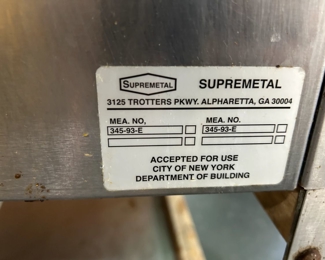 SUPREMETAL SUPREMETAL
3125 TROTTERS PKWY. ALPHARETTA, GA 30004
MEA. NO, MEA. NO.
345-93-E 345-93-E
ACCEPTED FOR USE
CITY OF NEW YORK
DEPARTMENT OF BUILDING